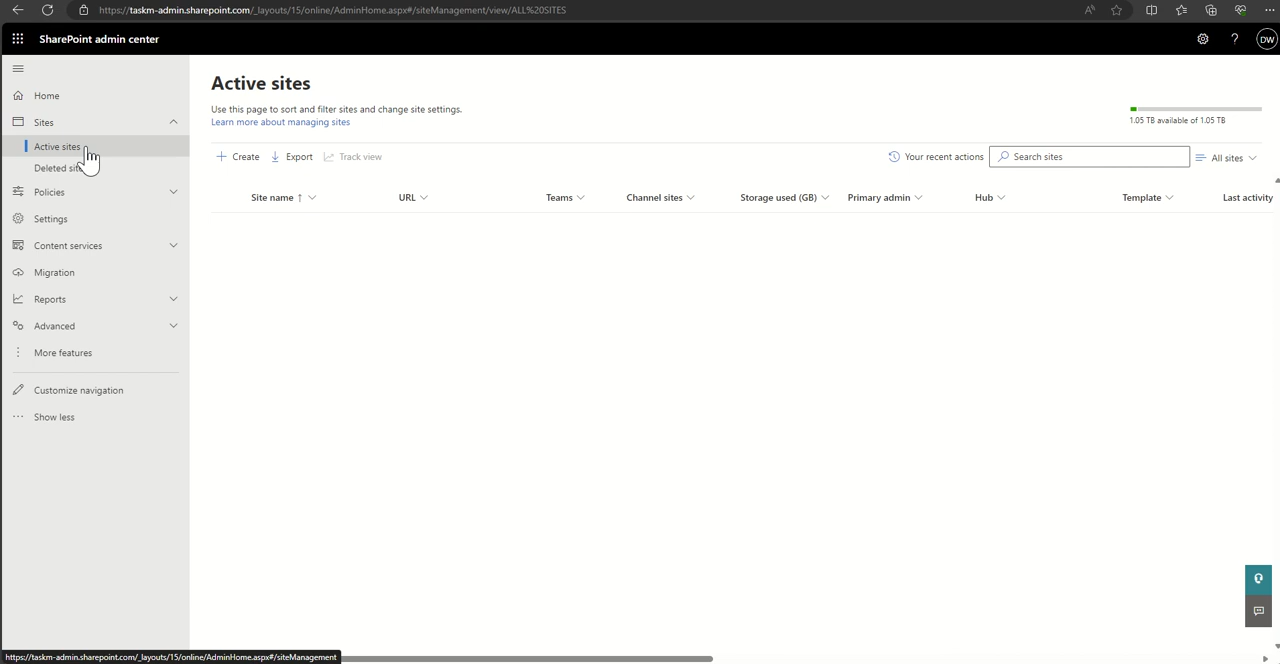 https://taskm-admin.sharepoint.com/_layouts/15/online/AdminHome.aspx#/siteManagement/view/ALL%20SITES
SharePoint admin center
DW
Home
Sites
Active sites
Deleted
Policies
Settings
Content services
Migration
Reports
Advanced
More features
Customize navigation
Show less
Active sites
Use this page to sort and filter sites and change site settings.
Learn more about managing sites
1.05 TB available of 1.05 TB
Create Export Track view Your recent actions Search sites All sites
Site name ↑ URL Teams Channel sites Storage used (GB) Primary admin Hub Template Last activity
https://taskm-admin.sharepoint.com/_layouts/15/online/AdminHome.aspx#/siteManagement